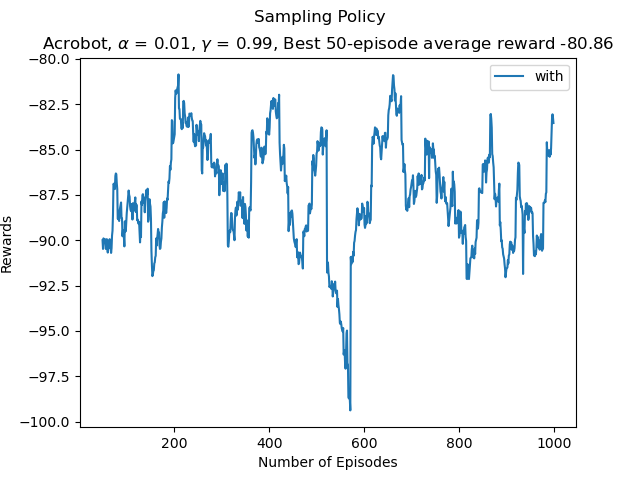 Sampling Policy
Acrobot, α = 0.01, γ = 0.99, Best 50-episode average reward -80.86
with
Rewards
−80.0
−82.5
−85.0
−87.5
−90.0
−92.5
−95.0
−97.5
−100.0
200 400 600 800 1000
Number of Episodes